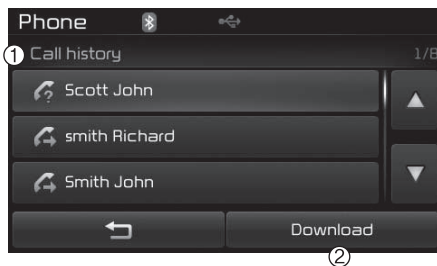 Phone
① Call history 1/8
Scott John
smith Richard
Smith John
Download
②